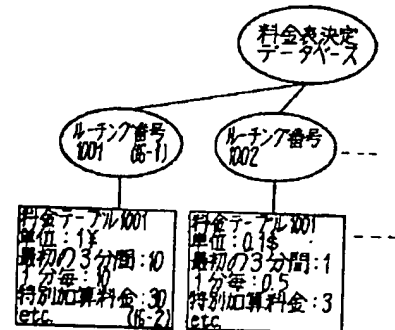 料金表決定
データベース
ルーチング番号
1001 (15-1)
ルーチング番号
1002
料金テーブル1001
単位:1¥
最初の3分間:10
1分毎:10
特別加算料金:30
etc. (15-2)
料金テーブル1001
単位:0.1$
最初の3分間:1
1分毎:0.5
特別加算料金:3
etc